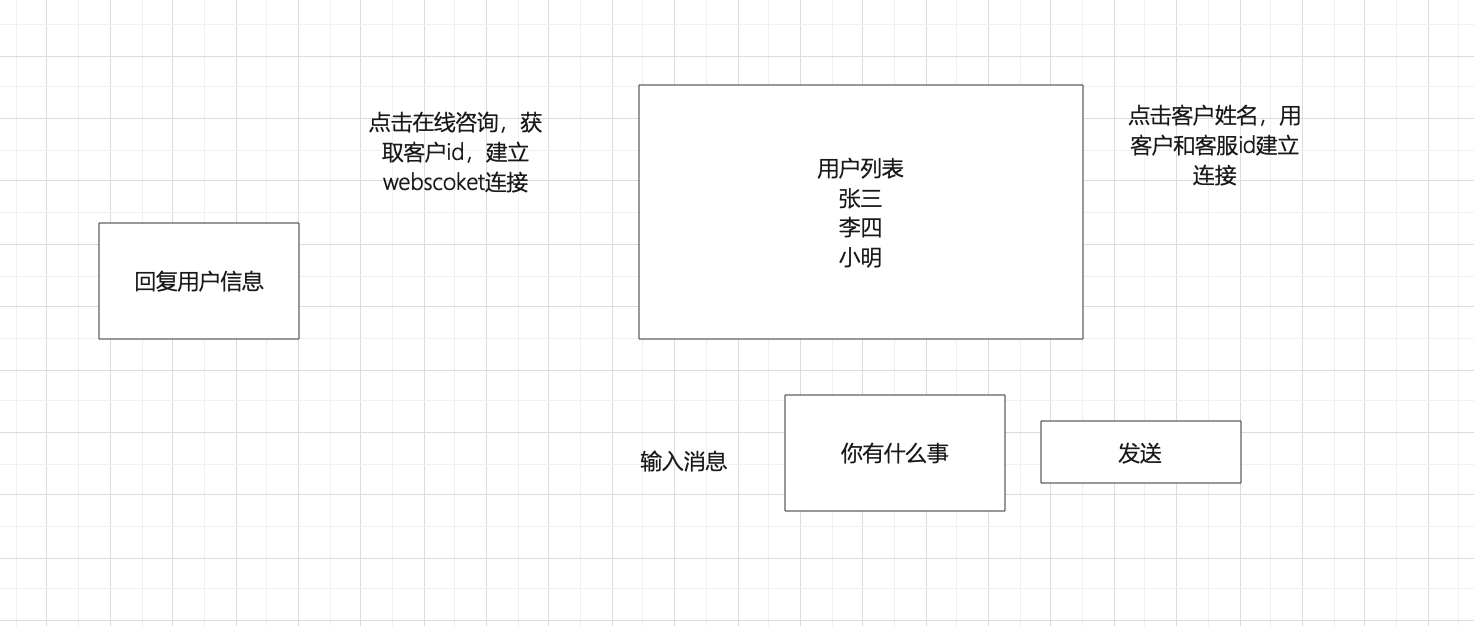 点击在线咨询，获
取客户id，建立
webscoket连接
用户列表
张三
李四
小明
点击客户姓名，用
客户和客服id建立
连接
回复用户信息
输入消息
你有什么事
发送